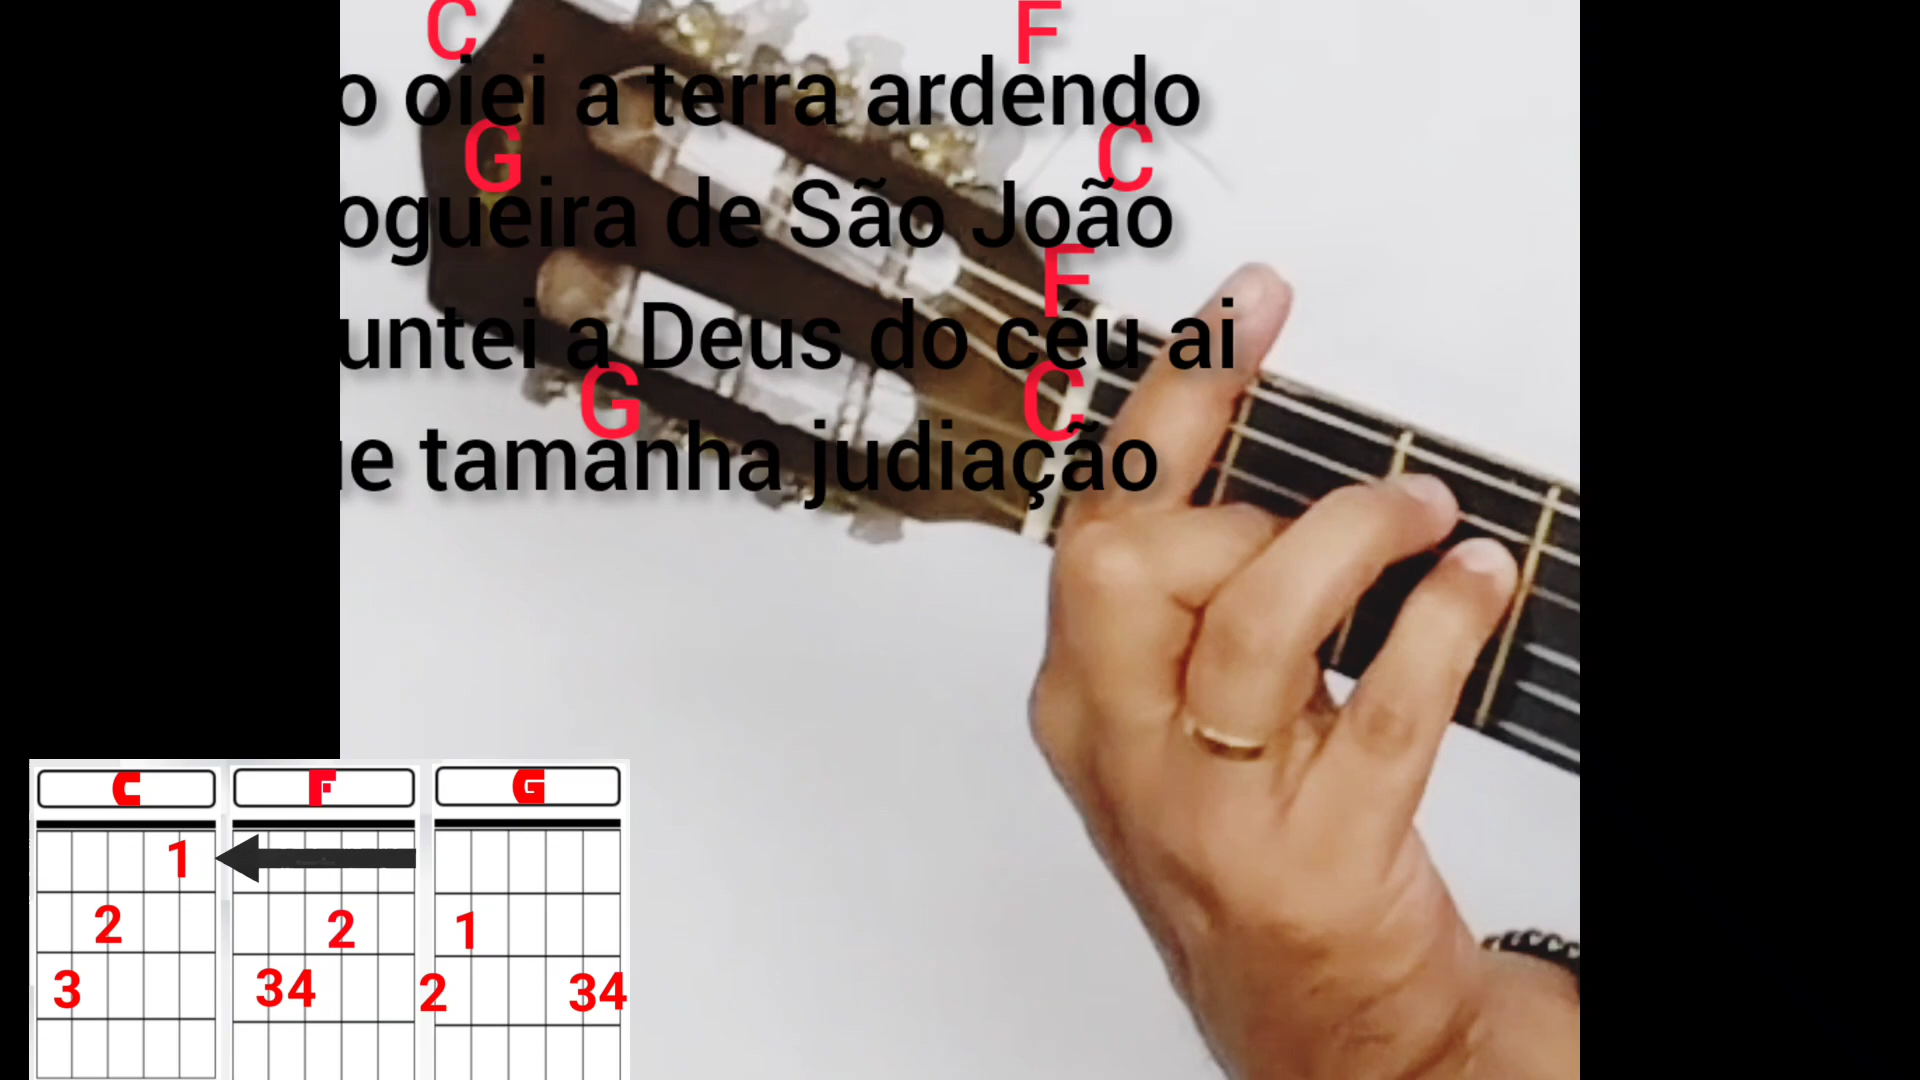 C F
o oiei a terra ardendo
G C
ogueira de São João
F
untei a Deus do céu ai
G C
ue tamanha judiação
C F G
1
2 2 1
3 34 2 34